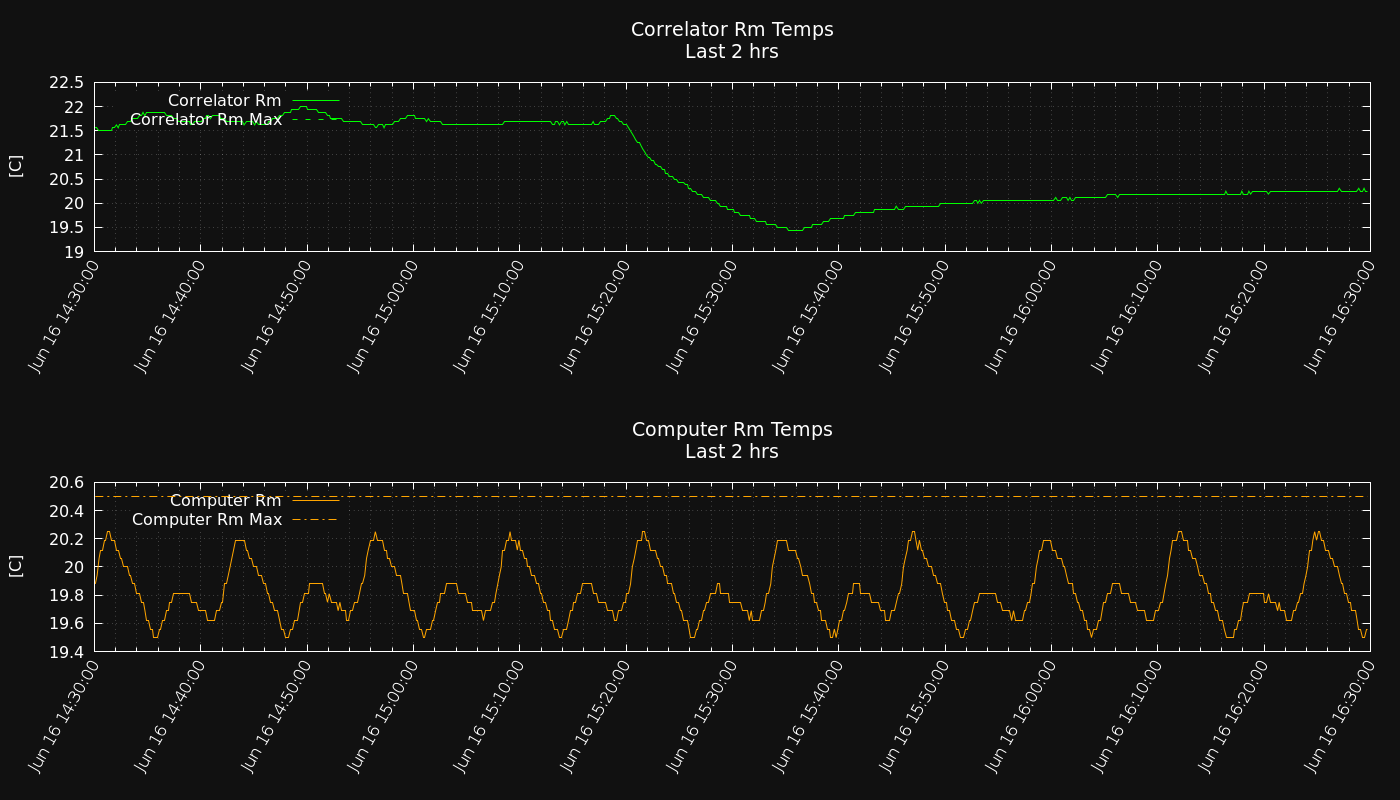 Correlator Rm Temps
Last 2 hrs
22.5
22
21.5
21
20.5
20
19.5
19
[C]
Correlator Rm
Correlator Rm Max
Jun 16 14:30:00
Jun 16 14:40:00
Jun 16 14:50:00
Jun 16 15:00:00
Jun 16 15:10:00
Jun 16 15:20:00
Jun 16 15:30:00
Jun 16 15:40:00
Jun 16 15:50:00
Jun 16 16:00:00
Jun 16 16:10:00
Jun 16 16:20:00
Jun 16 16:30:00
Computer Rm Temps
Last 2 hrs
20.6
20.4
20.2
20
19.8
19.6
19.4
[C]
Computer Rm
Computer Rm Max
Jun 16 14:30:00
Jun 16 14:40:00
Jun 16 14:50:00
Jun 16 15:00:00
Jun 16 15:10:00
Jun 16 15:20:00
Jun 16 15:30:00
Jun 16 15:40:00
Jun 16 15:50:00
Jun 16 16:00:00
Jun 16 16:10:00
Jun 16 16:20:00
Jun 16 16:30:00